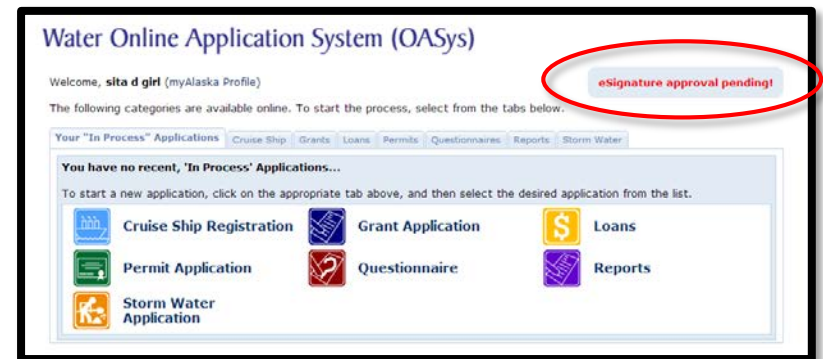 Water Online Application System (OASys)
Welcome, sita d girl (myAlaska Profile)
eSignature approval pending!
The following categories are available online. To start the process, select from the tabs below.
Your "In Process" Applications Cruise Ship Grants Loans Permits Questionnaires Reports Storm Water
You have no recent, 'In Process' Applications...
To start a new application, click on the appropriate tab above, and then select the desired application from the list.
Cruise Ship Registration Grant Application Loans
Permit Application Questionnaire Reports
Storm Water
Application